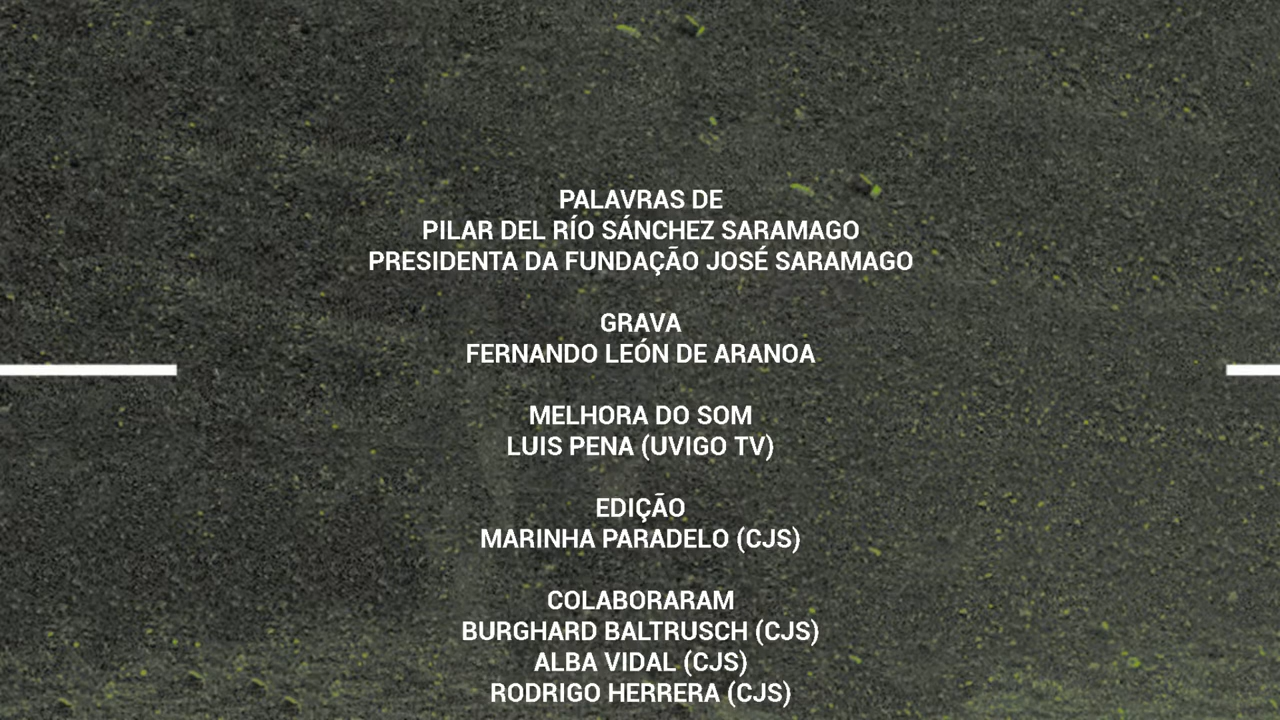 PALAVRAS DE
PILAR DEL RÍO SÁNCHEZ SARAMAGO
PRESIDENTA DA FUNDAÇÃO JOSÉ SARAMAGO
GRAVA
FERNANDO LEÓN DE ARANOA
MELHORA DO SOM
LUIS PENA (UVIGO TV)
EDIÇÃO
MARINHA PARADELO (CJS)
COLABORARAM
BURGHARD BALTRUSCH (CJS)
ALBA VIDAL (CJS)
RODRIGO HERRERA (CJS)